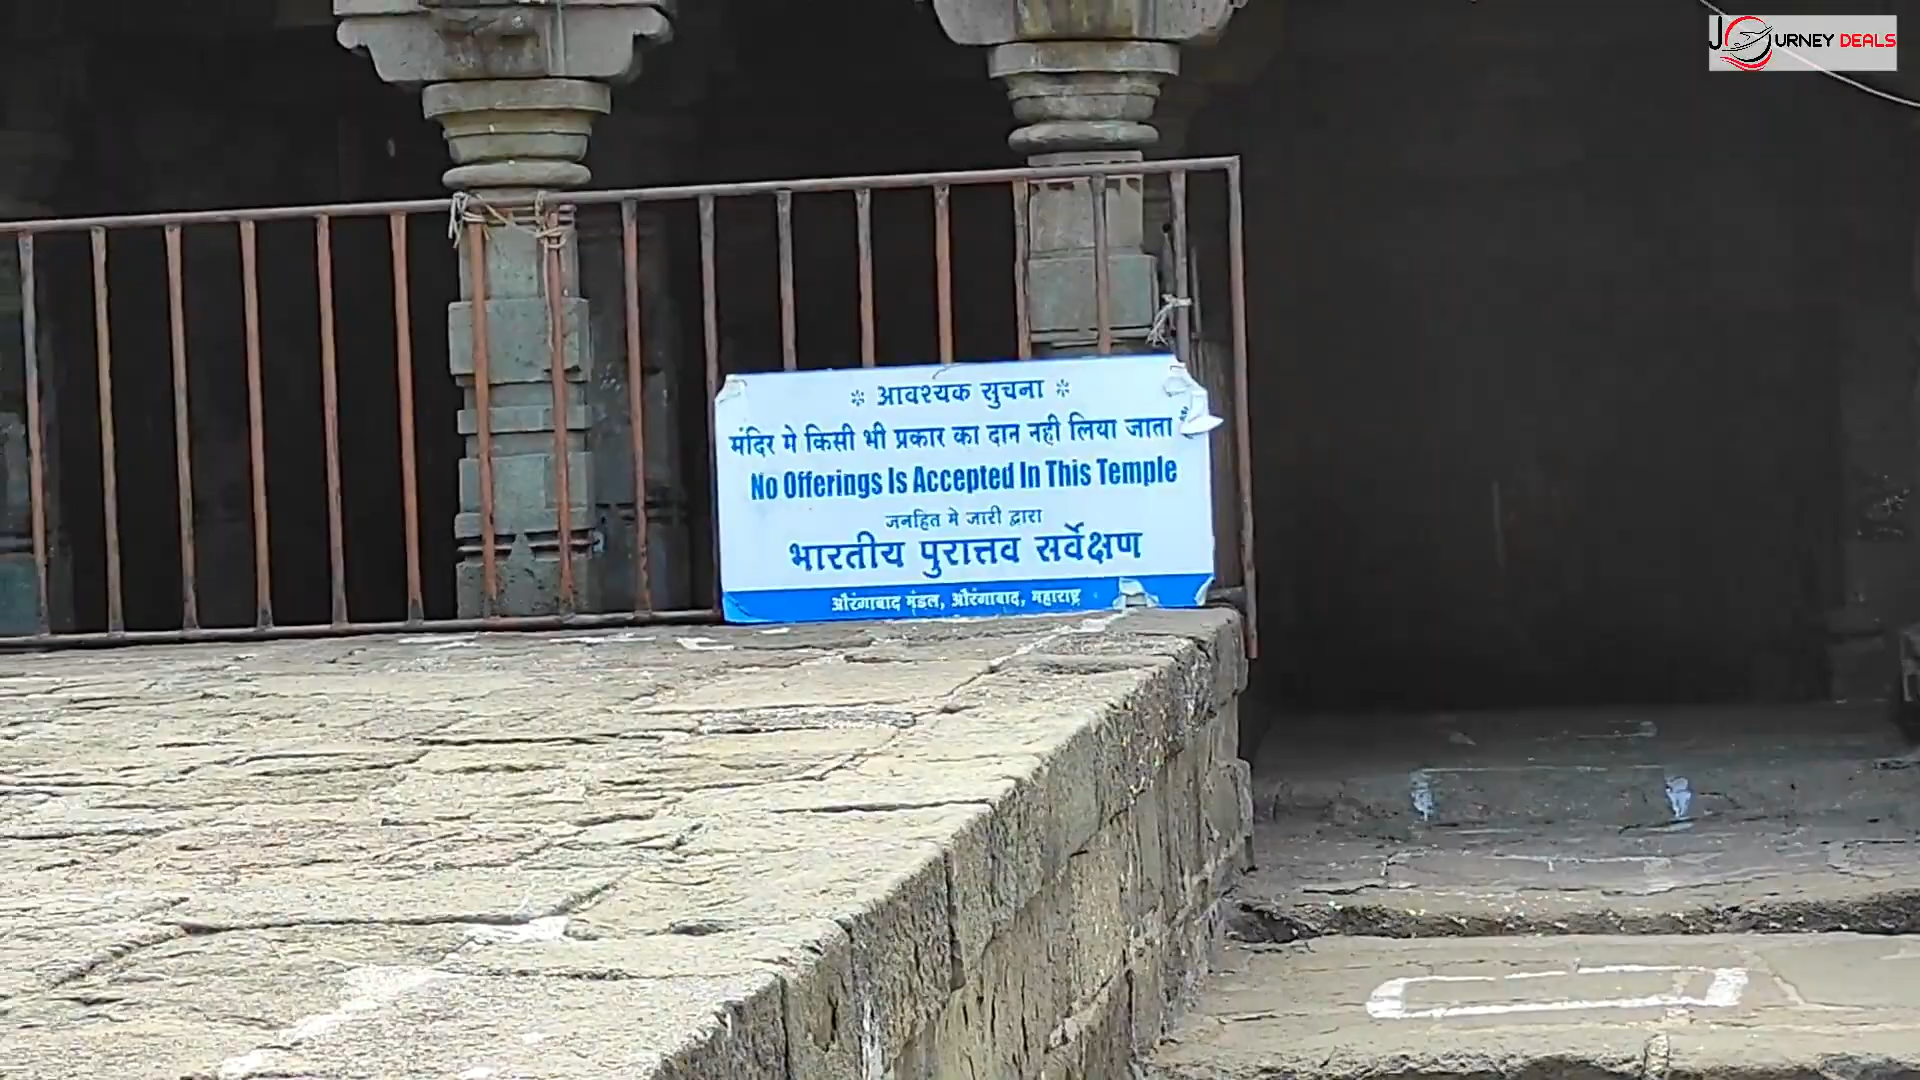 JOURNEY DEALS
* आवश्यक सुचना *
मंदिर मे किसी भी प्रकार का दान नही लिया जाता
No Offerings Is Accepted In This Temple
जनहित मे जारी द्वारा
भारतीय पुरात्तव सर्वेक्षण
औरंगाबाद मंडल, औरंगाबाद, महाराष्ट्र